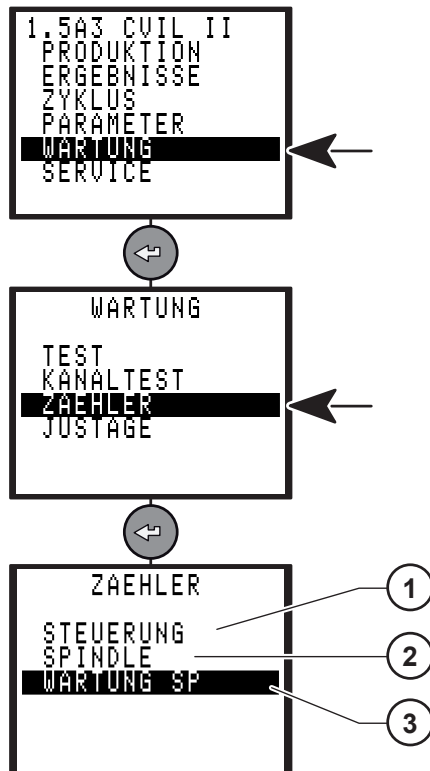 1.5A3 CVIL II
PRODUKTION
ERGEBNISSE
ZYKLUS
PARAMETER
WARTUNG
SERVICE
WARTUNG
TEST
KANALTEST
ZAEHLER
JUSTAGE
ZAEHLER
STEUERUNG
SPINDLE
WARTUNG SP
1
2
3